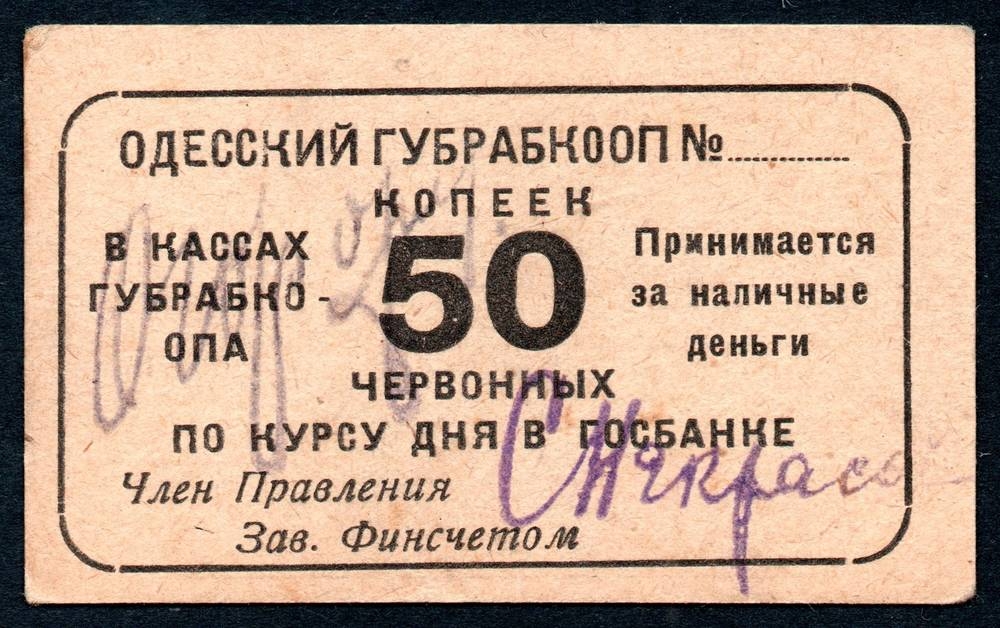 ОДЕССКИЙ ГУБРАБКООП №..............
КОПЕЕК
В КАССАХ
ГУБРАБКО-
ОПА
50
Принимается
за наличные
деньги
ЧЕРВОННЫХ
ПО КУРСУ ДНЯ В ГОСБАНКЕ
Член Правления
Зав. Финсчетом